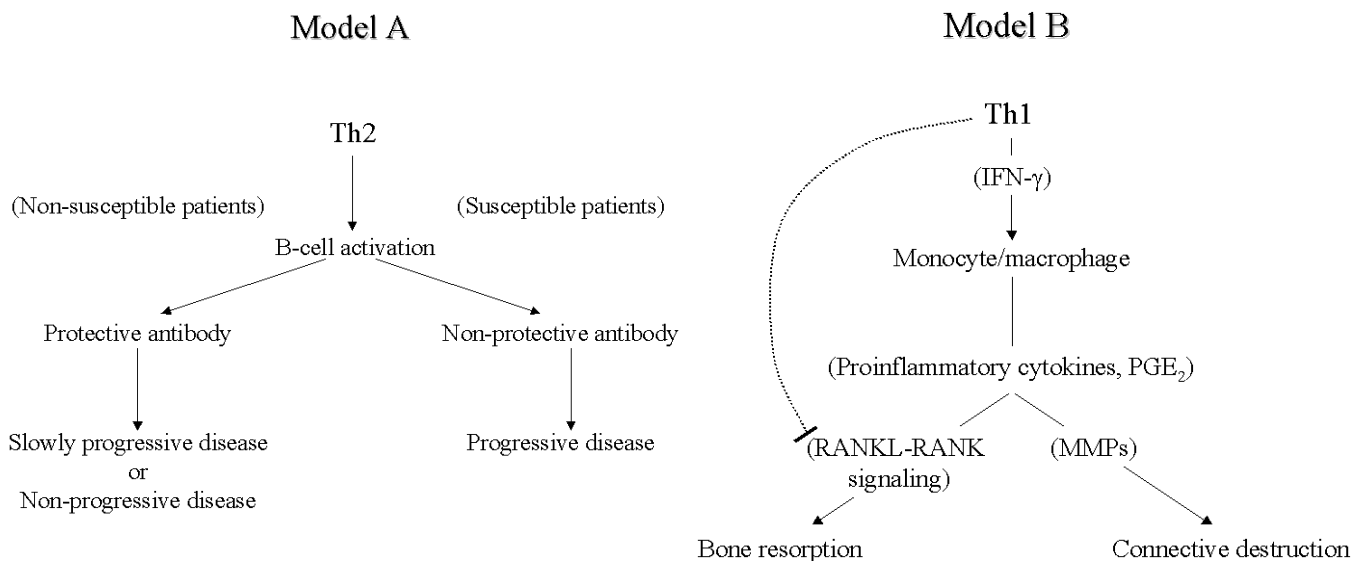 Model A
Th2
(Non-susceptible patients)
(Susceptible patients)
B-cell activation
Protective antibody
Non-protective antibody
Slowly progressive disease
or
Non-progressive disease
Progressive disease
Model B
Th1
(IFN-γ)
Monocyte/macrophage
(Proinflammatory cytokines, PGE₂)
(RANKL-RANK
signaling)
(MMPs)
Bone resorption
Connective destruction